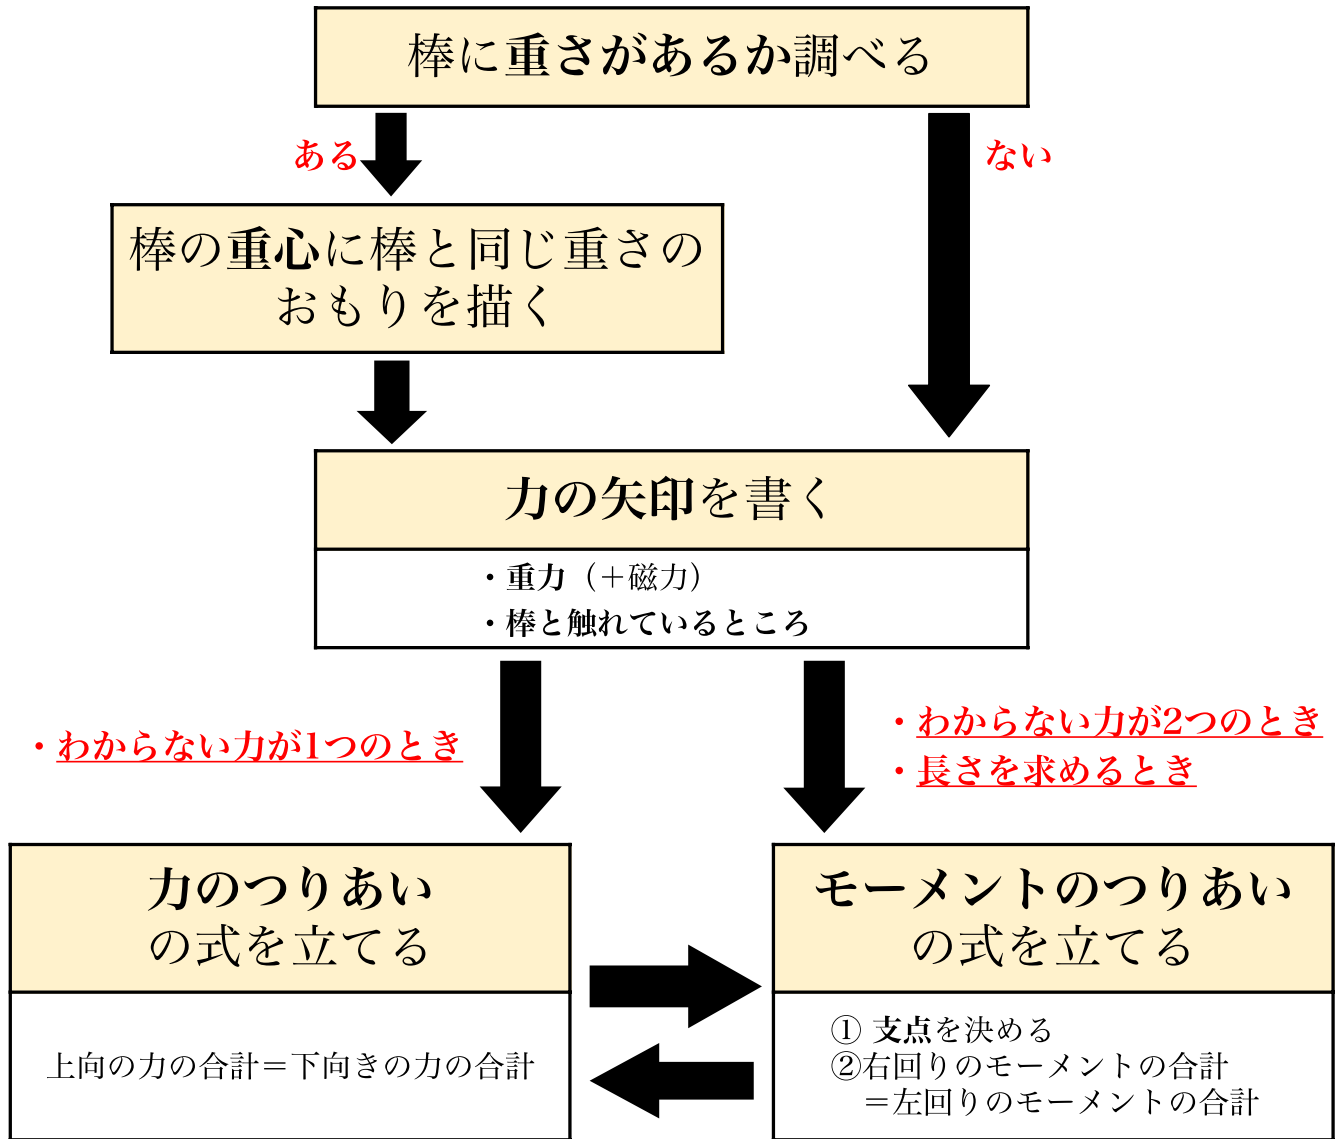 棒に重さがあるか調べる
ある
ない
棒の重心に棒と同じ重さの
おもりを描く
力の矢印を書く
・重力（＋磁力）
・棒と触れているところ
・わからない力が1つのとき
・わからない力が2つのとき
・長さを求めるとき
力のつりあい
の式を立てる
上向の力の合計＝下向きの力の合計
モーメントのつりあい
の式を立てる
① 支点を決める
②右回りのモーメントの合計
＝左回りのモーメントの合計